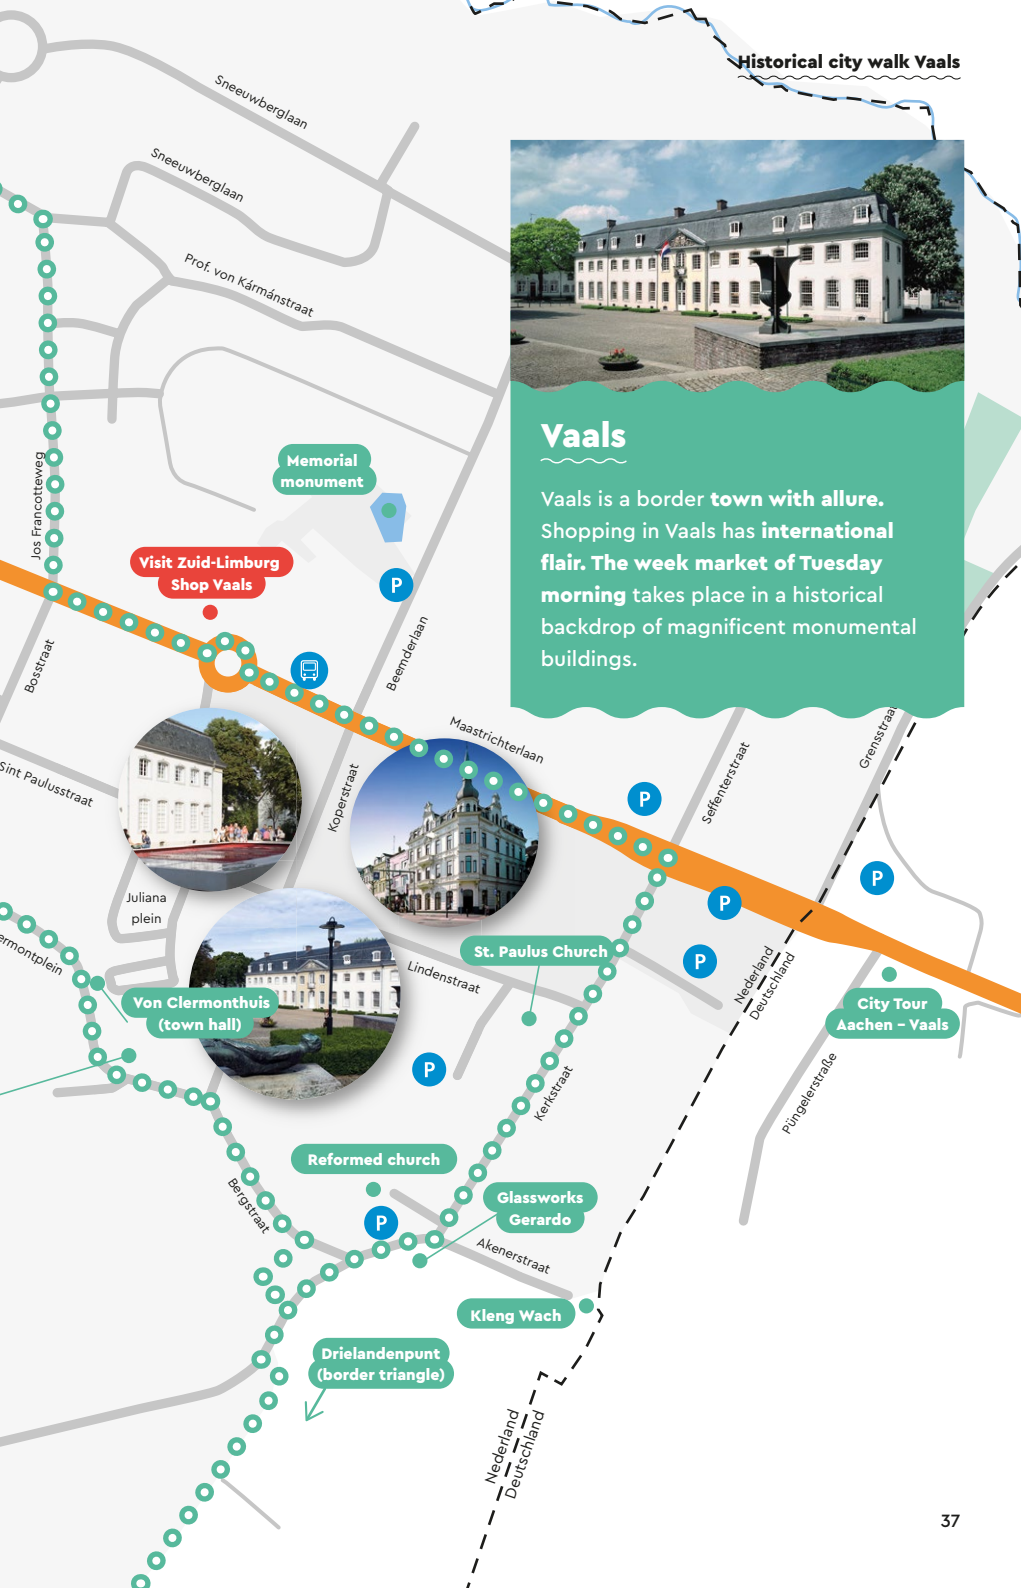 Historical city walk Vaals
Sneeuwberglaan
Sneeuwberglaan
Prof. von Kármánstraat
Vaals
Vaals is a border town with allure.
Shopping in Vaals has international
flair. The week market of Tuesday
morning takes place in a historical
backdrop of magnificent monumental
buildings.
Jos Francotteweg
Memorial
monument
Visit Zuid-Limburg
Shop Vaals
P
Beemderlaan
Bosstraat
Maastrichterlaan
Grensstraat
Seffenterstraat
Sint Paulusstraat
Koperstraat
P
P
P
Juliana
plein
ermontplein
St. Paulus Church
P
Lindenstraat
Nederland
Deutschland
Von Clermonthuis
(town hall)
City Tour
Aachen – Vaals
P
Kerkstraat
Püngelerstraße
Reformed church
Bergstraat
P
Glassworks
Gerardo
Akenerstraat
Kleng Wach
Drielandenpunt
(border triangle)
Nederland
Deutschland
37